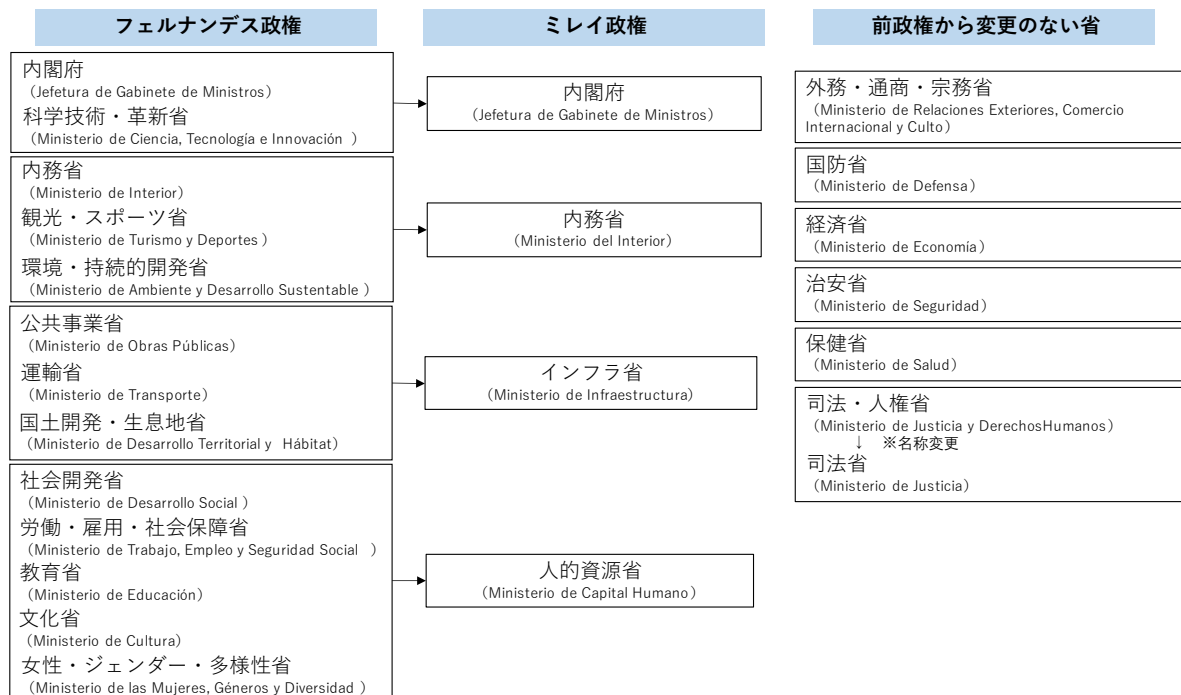 フェルナンデス政権
内閣府
（Jefetura de Gabinete de Ministros）
科学技術・革新省
（Ministerio de Ciencia, Tecnología e Innovación ）
内務省
（Ministerio de Interior）
観光・スポーツ省
（Ministerio de Turismo y Deportes ）
環境・持続的開発省
（Ministerio de Ambiente y Desarrollo Sustentable ）
公共事業省
（Ministerio de Obras Públicas）
運輸省
（Ministerio de Transporte）
国土開発・生息地省
（Ministerio de Desarrollo Territorial y Hábitat）
社会開発省
（Ministerio de Desarrollo Social ）
労働・雇用・社会保障省
（Ministerio de Trabajo, Empleo y Seguridad Social ）
教育省
（Ministerio de Educación）
文化省
（Ministerio de Cultura）
女性・ジェンダー・多様性省
（Ministerio de las Mujeres, Géneros y Diversidad ）
ミレイ政権
内閣府
（Jefetura de Gabinete de Ministros）
内務省
（Ministerio del Interior）
インフラ省
（Ministerio de Infraestructura）
人的資源省
（Ministerio de Capital Humano）
前政権から変更のない省
外務・通商・宗務省
（Ministerio de Relaciones Exteriores, Comercio
Internacional y Culto）
国防省
（Ministerio de Defensa）
経済省
（Ministerio de Economía）
治安省
（Ministerio de Seguridad）
保健省
（Ministerio de Salud）
司法・人権省
（Ministerio de Justicia y DerechosHumanos）
↓ ※名称変更
司法省
（Ministerio de Justicia）